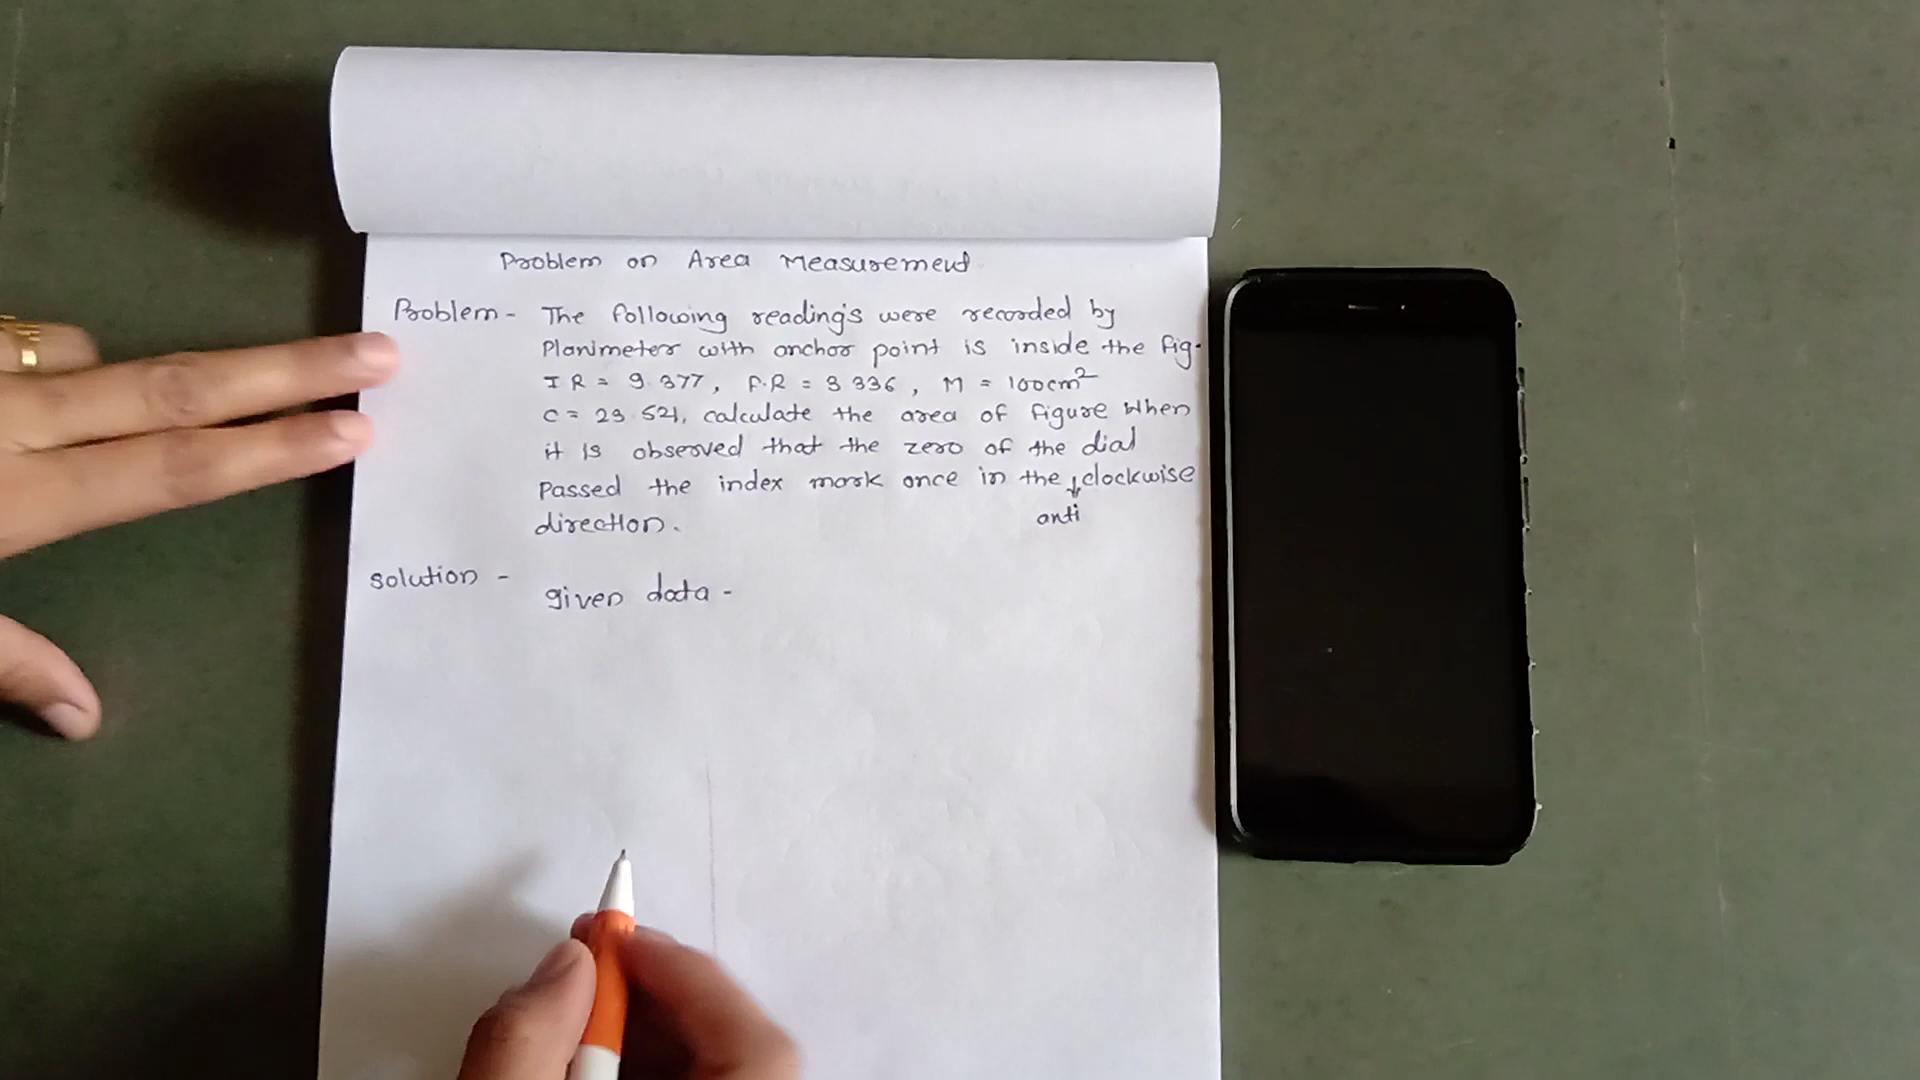 Problem on Area Measurement
Problem - The following reading's were recorded by
Planimeter with anchor point is inside the fig.
IR = 9.377, F.R = 3.336, M = 100cm²
C = 23.521, calculate the area of figure when
it is observed that the zero of the dial
Passed the index mark once in the clockwise
anti
direction.
Solution -
given data -